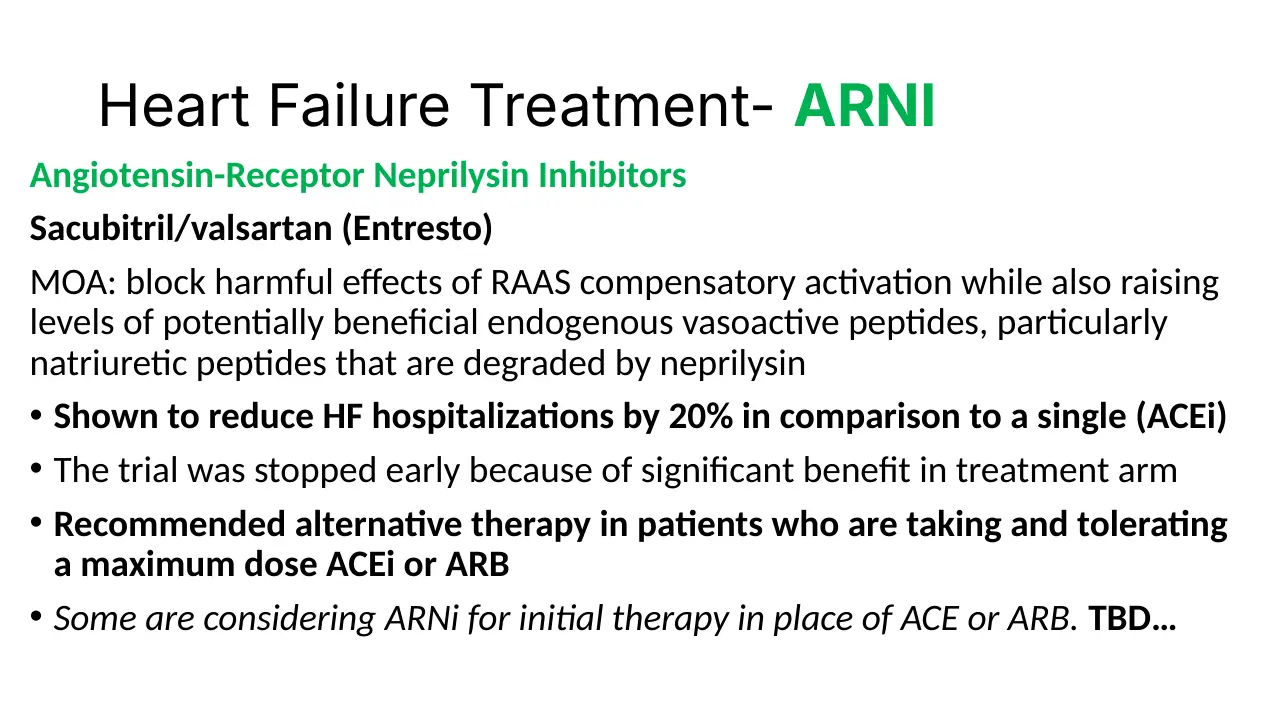 Heart Failure Treatment- ARNI
Angiotensin-Receptor Neprilysin Inhibitors
Sacubitril/valsartan (Entresto)
MOA: block harmful effects of RAAS compensatory activation while also raising
levels of potentially beneficial endogenous vasoactive peptides, particularly
natriuretic peptides that are degraded by neprilysin
• Shown to reduce HF hospitalizations by 20% in comparison to a single (ACEi)
• The trial was stopped early because of significant benefit in treatment arm
• Recommended alternative therapy in patients who are taking and tolerating
a maximum dose ACEi or ARB
• Some are considering ARNi for initial therapy in place of ACE or ARB. TBD…